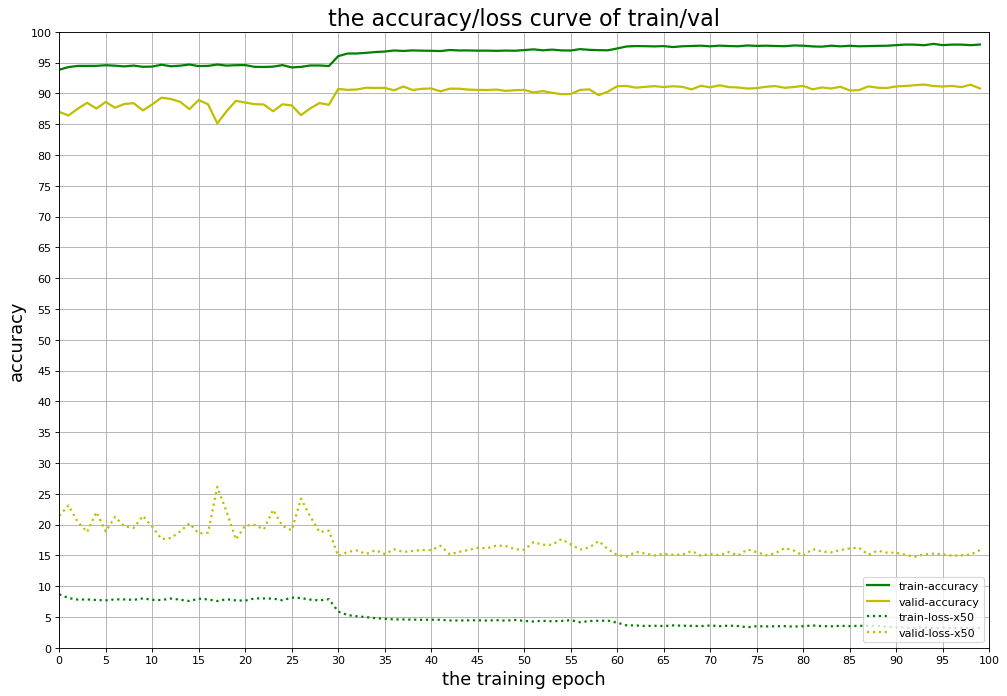 the accuracy/loss curve of train/val
100
95
90
85
80
75
70
65
60
55
50
45
40
35
30
25
20
15
10
5
0
accuracy
train-accuracy
valid-accuracy
train-loss-x50
valid-loss-x50
0 5 10 15 20 25 30 35 40 45 50 55 60 65 70 75 80 85 90 95 100
the training epoch